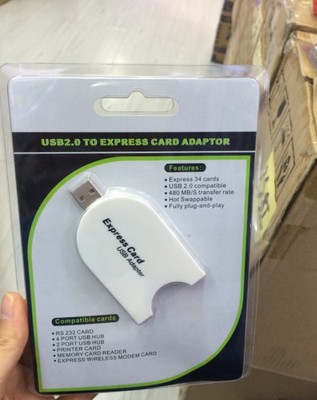 USB2.0 TO EXPRESS CARD ADAPTOR
Features:
• Express 34 cards
• USB 2.0 compatible
• 480 MB/S transfer rate
• Hot Swappable
• Fully plug-and-play
Express Card
USB Adapter
Compatible cards
• RS 232 CARD
• 4 PORT USB HUB
• 2 PORT USB HUB
• PRINTER CARD
• MEMORY CARD READER
• EXPRESS WIRELESS MODEM CARD